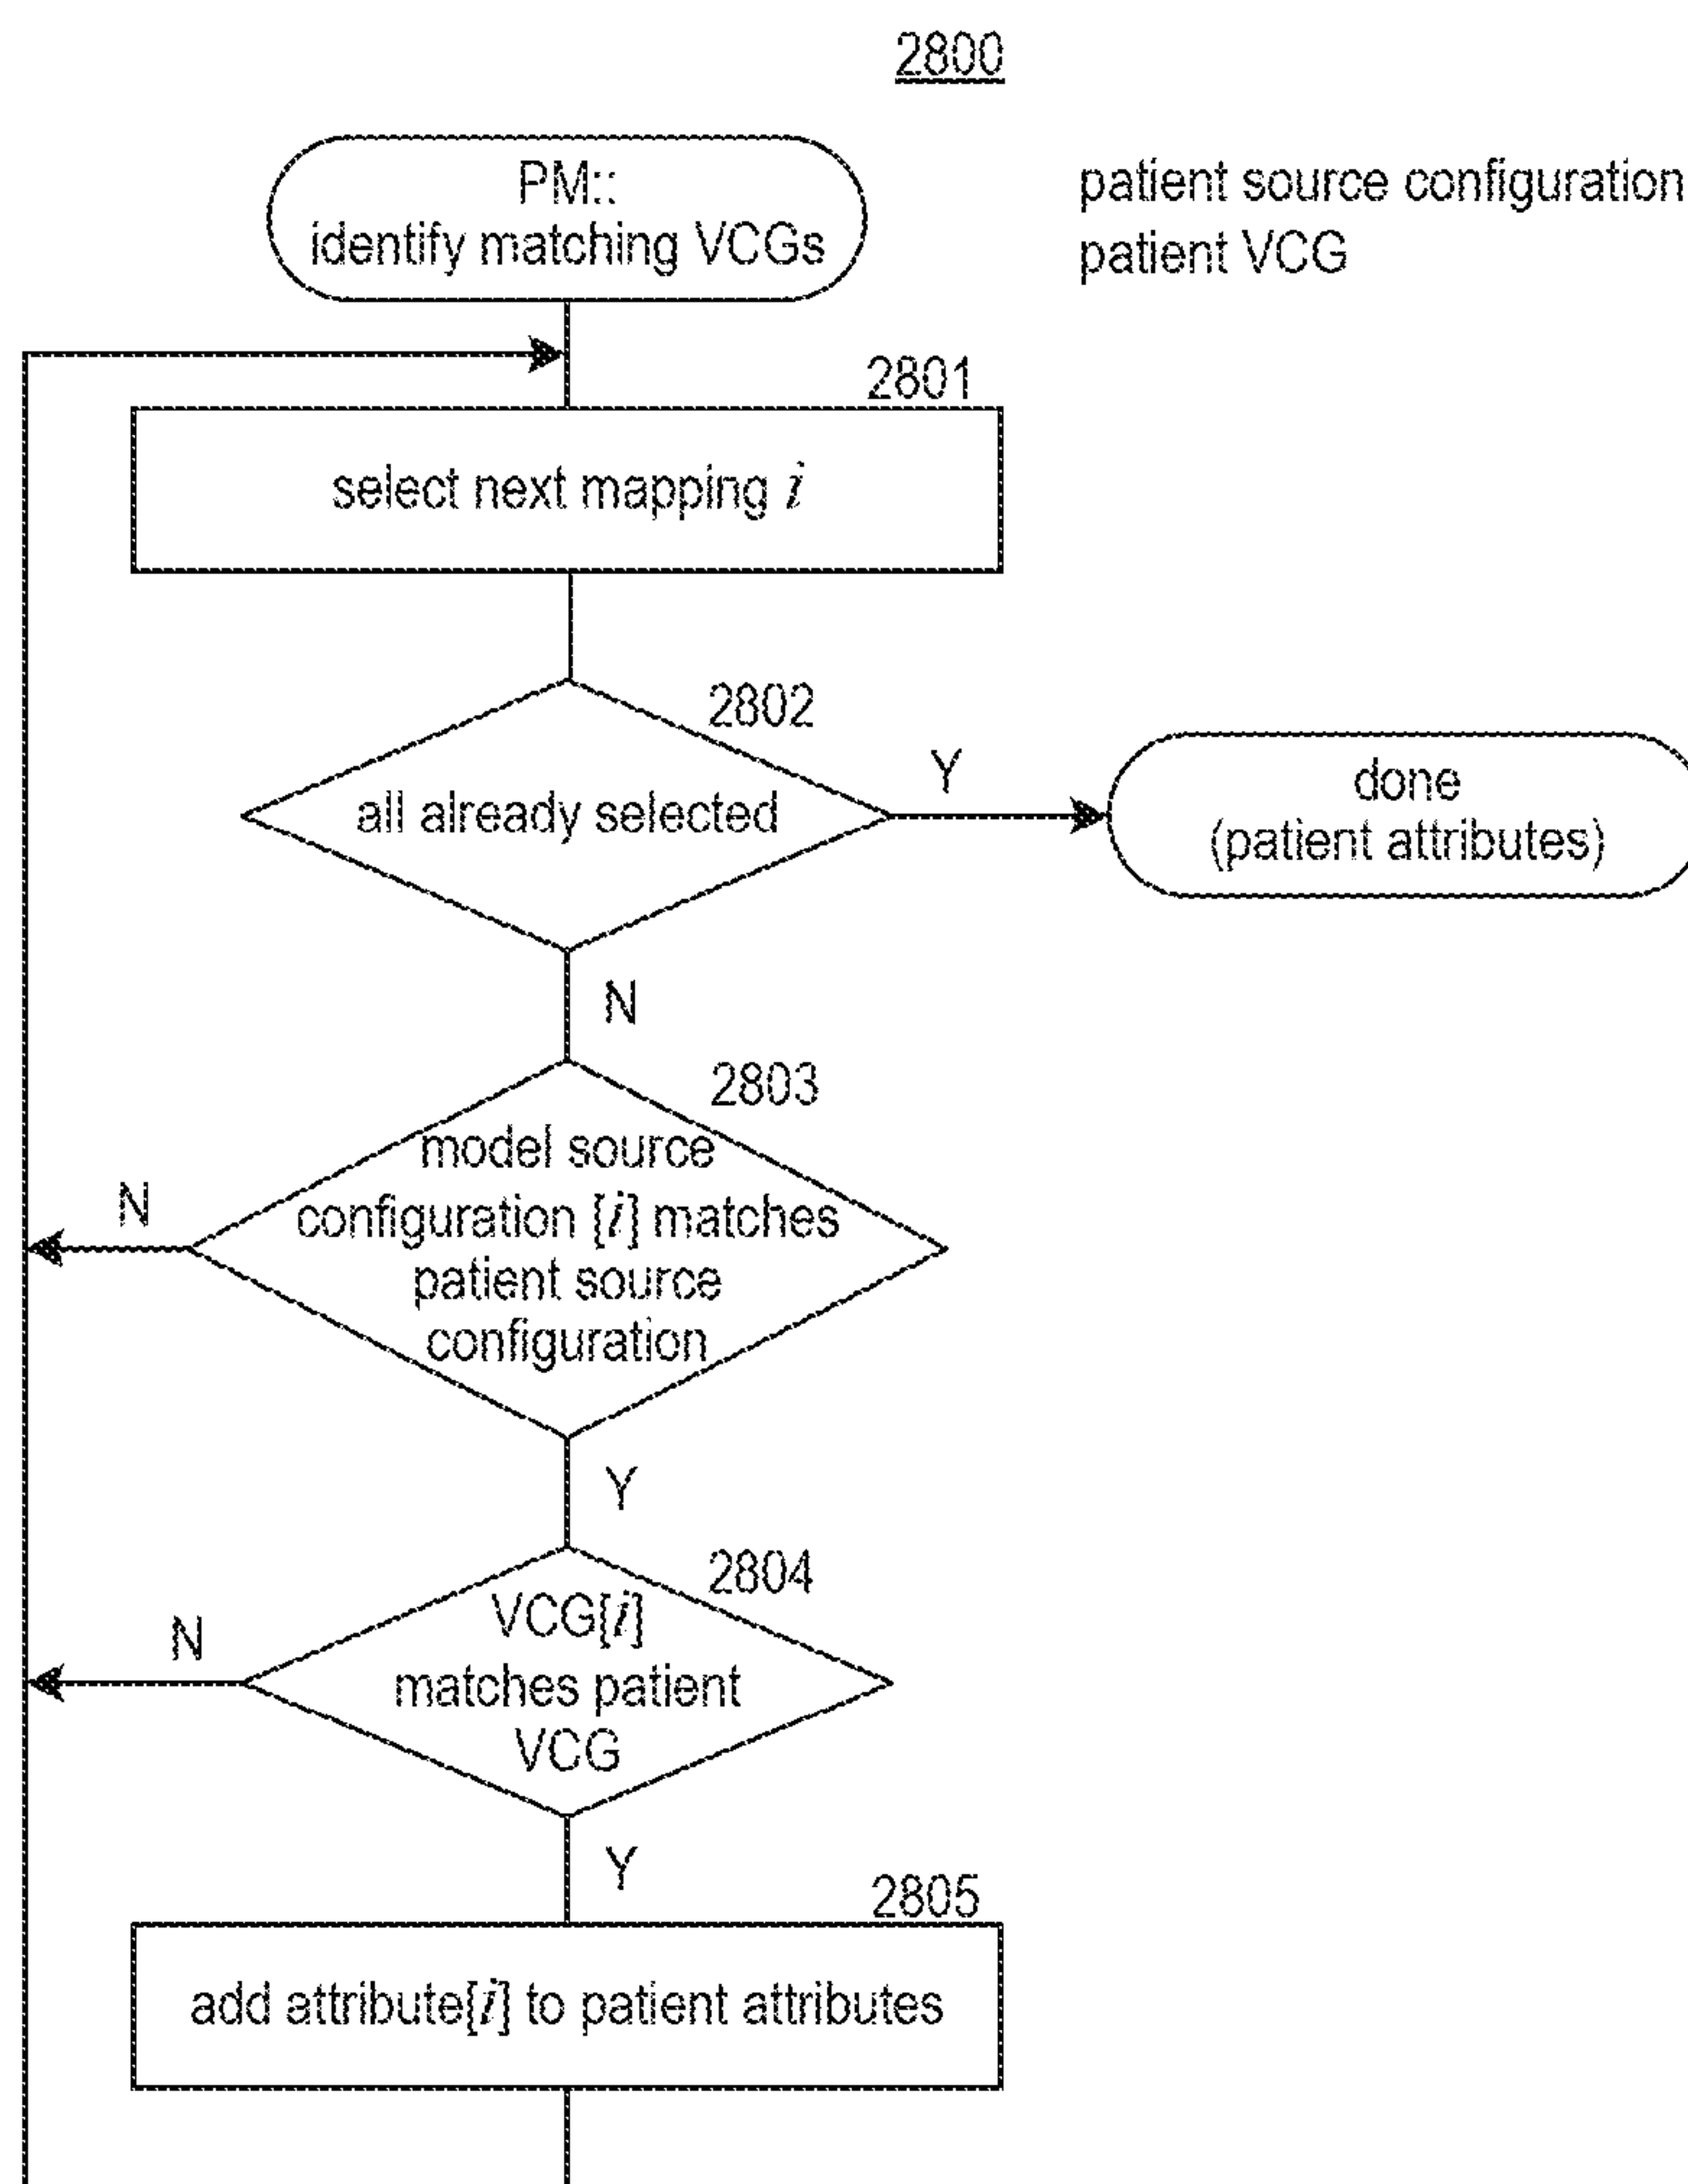 2800
PM::
identify matching VCGs
patient source configuration
patient VCG
2801
select next mapping i
2802
all already selected
Y
done
(patient attributes)
N
2803
model source
configuration [i] matches
patient source
configuration
N
Y
2804
VCG[i]
matches patient
VCG
N
Y
2805
add attribute[i] to patient attributes